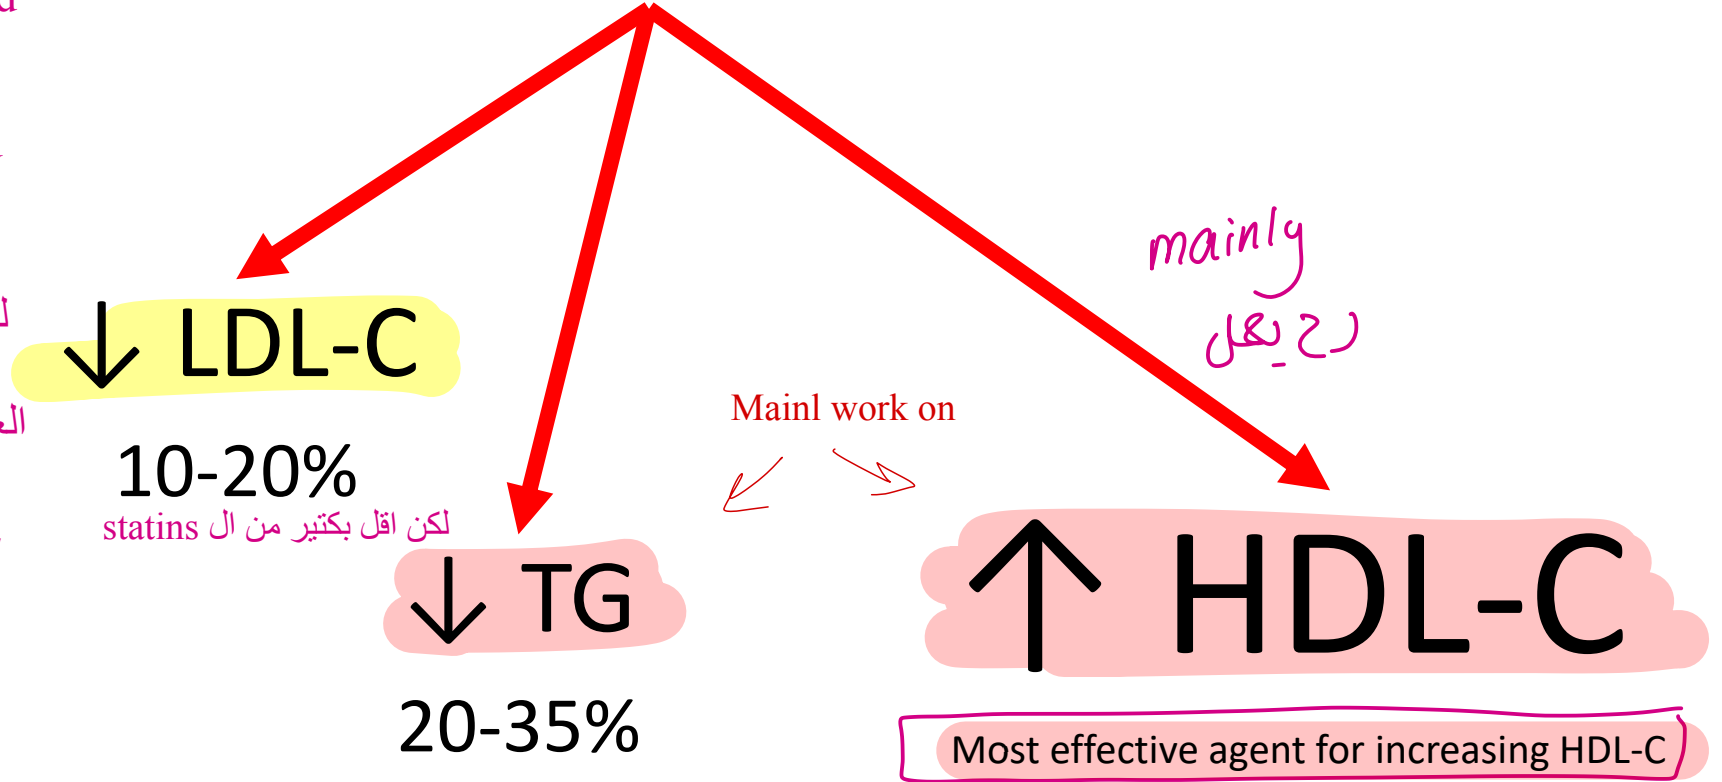 mainly
رح يعمل
↓ LDL-C
10-20%
لكن اقل بكتير من ال statins
Mainl work on
↓ TG
20-35%
↑ HDL-C
Most effective agent for increasing HDL-C